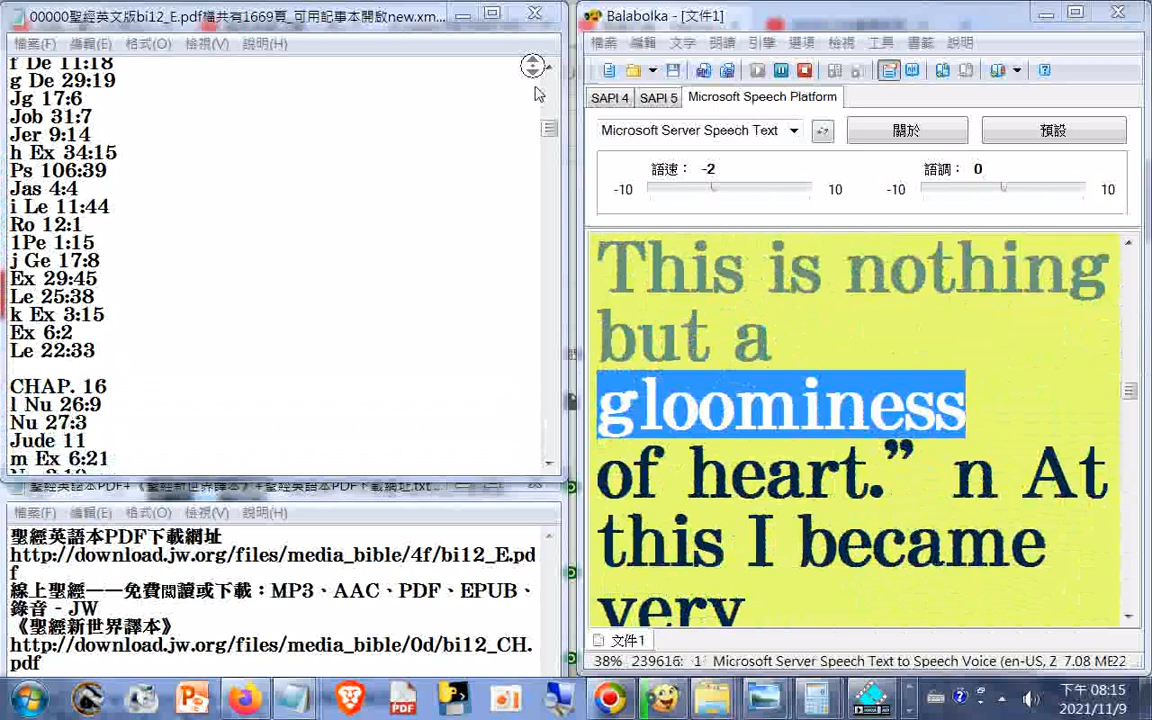 00000聖經英文版bi12_E.pdf檔共有1669頁_可用記事本開啟new.xm...
檔案(F) 編輯(E) 格式(O) 檢視(V) 說明(H)
f De 11:18
g De 29:19
Jg 17:6
Job 31:7
Jer 9:14
h Ex 34:15
Ps 106:39
Jas 4:4
i Le 11:44
Ro 12:1
1Pe 1:15
j Ge 17:8
Ex 29:45
Le 25:38
k Ex 3:15
Ex 6:2
Le 22:33
CHAP. 16
l Nu 26:9
Nu 27:3
Jude 11
m Ex 6:21
聖經英語本PDF+《聖經新世界譯本》+聖經英語本PDF下載網址.txt...
檔案(F) 編輯(E) 格式(O) 檢視(V) 說明(H)
聖經英語本PDF下載網址
http://download.jw.org/files/media_bible/4f/bi12_E.pd
f
線上聖經——免費閱讀或下載：MP3、AAC、PDF、EPUB、
錄音 - JW
《聖經新世界譯本》
http://download.jw.org/files/media_bible/0d/bi12_CH.
pdf
Balabolka - [文件1]
檔案 編輯 文字 朗讀 引擎 選項 檢視 工具 書籤 說明
SAPI 4 SAPI 5 Microsoft Speech Platform
Microsoft Server Speech Text 關於 預設
語速： -2 語調： 0
-10 10 -10 10
This is nothing
but a
gloominess
of heart.” n At
this I became
very
文件1
38% 239616: 1 Microsoft Server Speech Text to Speech Voice (en-US, Z 7.08 ME22
下午 08:15
2021/11/9